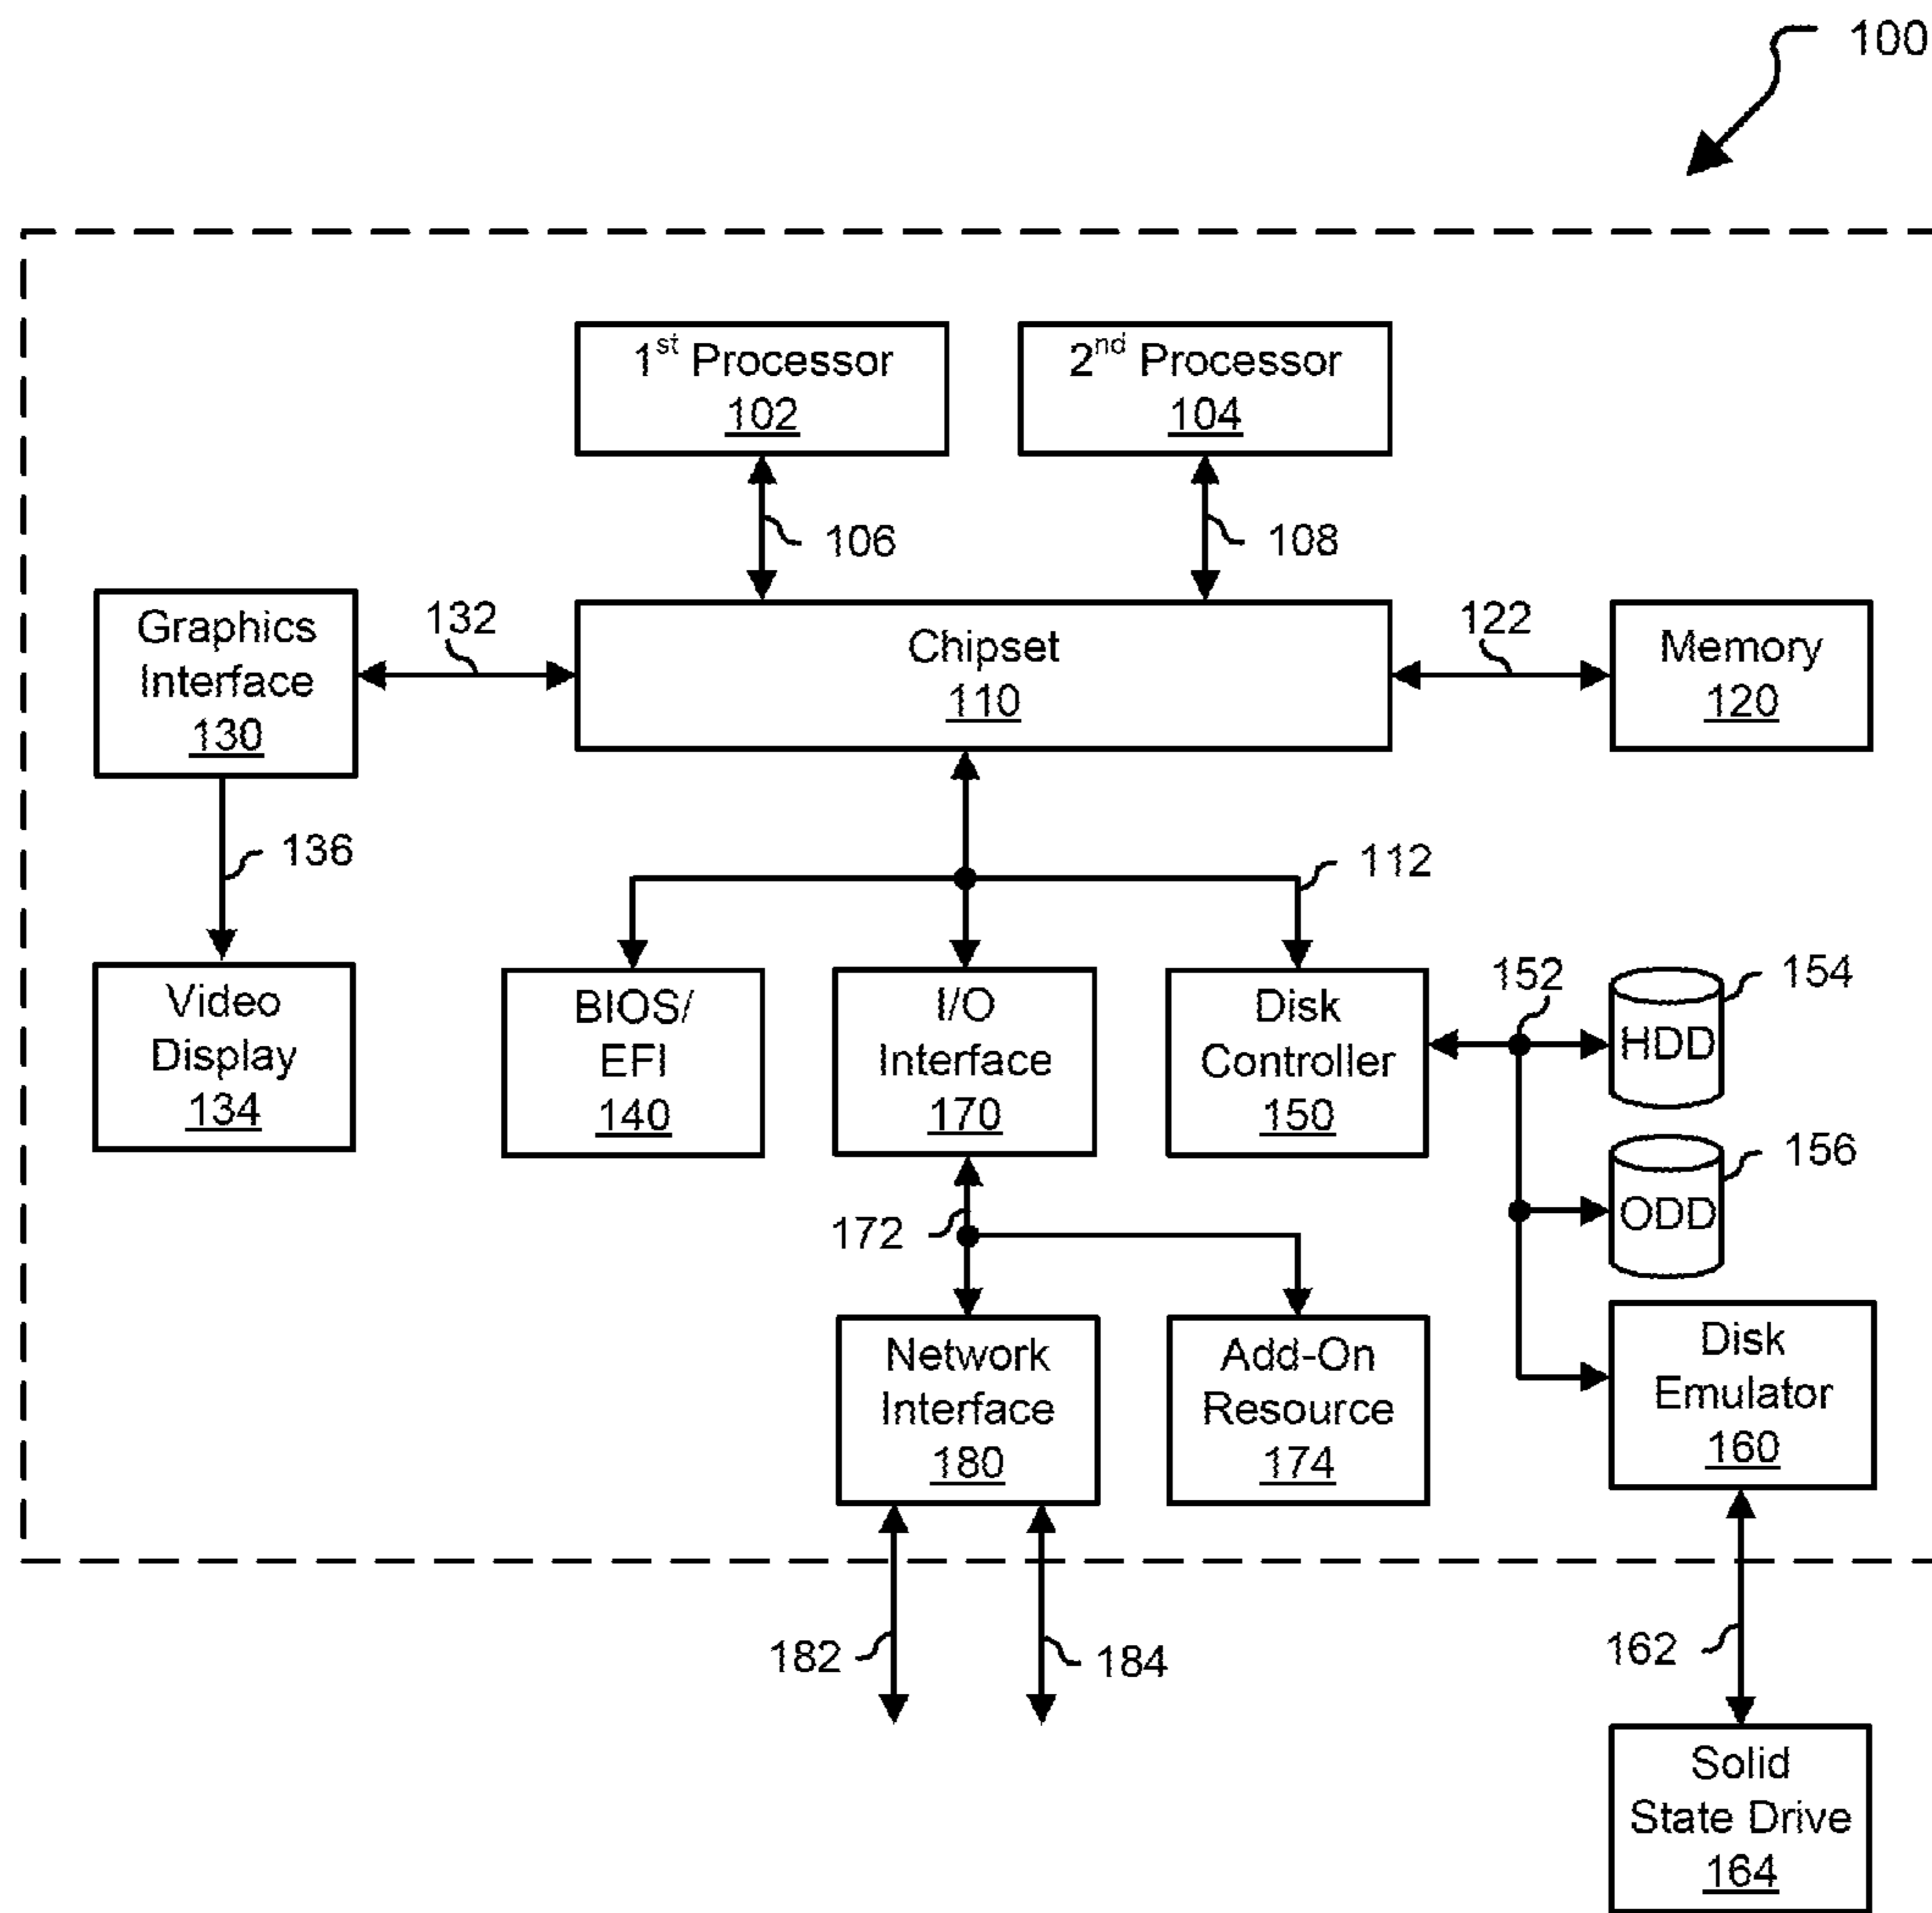 100
1st Processor
102
2nd Processor
104
106
108
Graphics
Interface
130
132
Chipset
110
122
Memory
120
136
112
Video
Display
134
BIOS/
EFI
140
I/O
Interface
170
Disk
Controller
150
152
HDD
154
ODD
156
172
Network
Interface
180
Add-On
Resource
174
Disk
Emulator
160
182
184
162
Solid
State Drive
164